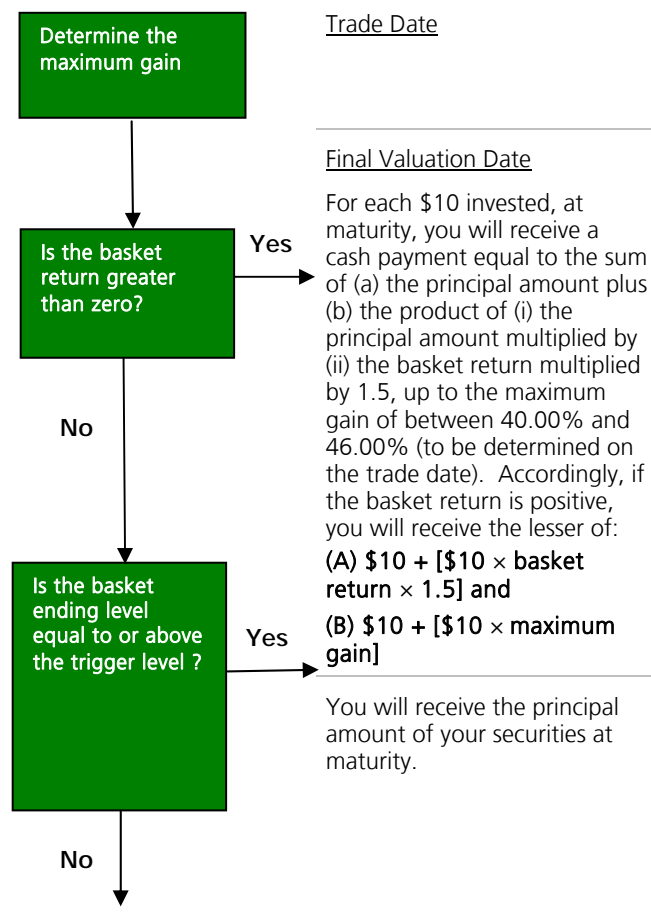 Determine the
maximum gain
Trade Date
Final Valuation Date
Is the basket
return greater
than zero?
Yes
For each $10 invested, at
maturity, you will receive a
cash payment equal to the sum
of (a) the principal amount plus
(b) the product of (i) the
principal amount multiplied by
(ii) the basket return multiplied
by 1.5, up to the maximum
gain of between 40.00% and
46.00% (to be determined on
the trade date).  Accordingly, if
the basket return is positive,
you will receive the lesser of:
(A) $10 + [$10 × basket
return × 1.5] and
(B) $10 + [$10 × maximum
gain]
No
Is the basket
ending level
equal to or above
the trigger level ?
Yes
You will receive the principal
amount of your securities at
maturity.
No